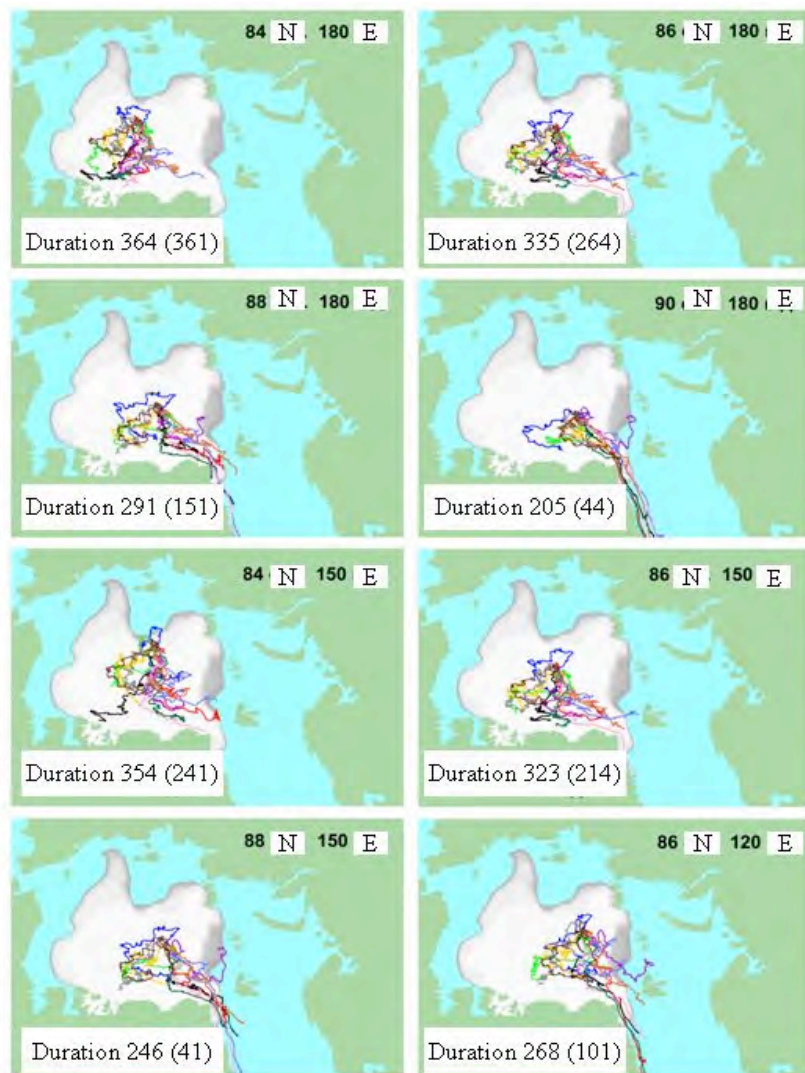 84 N 180 E
Duration 364 (361)
86 N 180 E
Duration 335 (264)
88 N 180 E
Duration 291 (151)
90 N 180 E
Duration 205 (44)
84 N 150 E
Duration 354 (241)
86 N 150 E
Duration 323 (214)
88 N 150 E
Duration 246 (41)
86 N 120 E
Duration 268 (101)